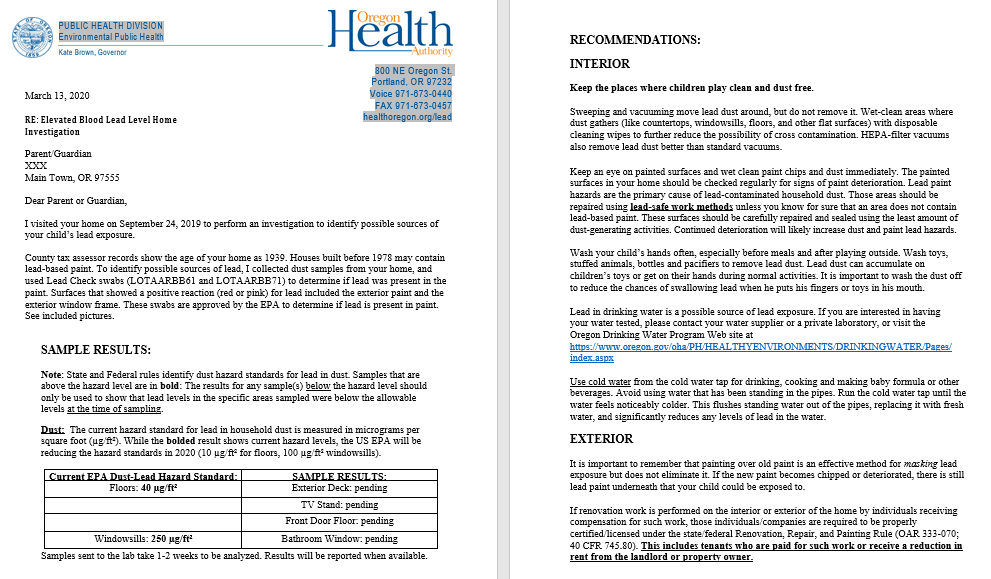 PUBLIC HEALTH DIVISION
Environmental Public Health
Kate Brown, Governor
Oregon
Health
Authority
800 NE Oregon St.
Portland, OR 97232
Voice 971-673-0440
FAX 971-673-0457
healthoregon.org/lead
March 13, 2020
RE: Elevated Blood Lead Level Home
Investigation
Parent/Guardian
XXX
Main Town, OR 97555
Dear Parent or Guardian,
I visited your home on September 24, 2019 to perform an investigation to identify possible sources of
your child's lead exposure.
County tax assessor records show the age of your home as 1939. Houses built before 1978 may contain
lead-based paint. To identify possible sources of lead, I collected dust samples from your home, and
used Lead Check swabs (LOTAARBB61 and LOTAARBB71) to determine if lead was present in the
paint. Surfaces that showed a positive reaction (red or pink) for lead included the exterior paint and the
exterior window frame. These swabs are approved by the EPA to determine if lead is present in paint.
See included pictures.
SAMPLE RESULTS:
Note: State and Federal rules identify dust hazard standards for lead in dust. Samples that are
above the hazard level are in bold: The results for any sample(s) below the hazard level should
only be used to show that lead levels in the specific areas sampled were below the allowable
levels at the time of sampling.
Dust: The current hazard standard for lead in household dust is measured in micrograms per
square foot (µg/ft²). While the bolded result shows current hazard levels, the US EPA will be
reducing the hazard standards in 2020 (10 µg/ft² for floors, 100 µg/ft² windowsills).
Current EPA Dust-Lead Hazard Standard: SAMPLE RESULTS:
Floors: 40 µg/ft² Exterior Deck: pending
TV Stand: pending
Front Door Floor: pending
Windowsills: 250 µg/ft² Bathroom Window: pending
Samples sent to the lab take 1-2 weeks to be analyzed. Results will be reported when available.
RECOMMENDATIONS:
INTERIOR
Keep the places where children play clean and dust free.
Sweeping and vacuuming move lead dust around, but do not remove it. Wet-clean areas where
dust gathers (like countertops, windowsills, floors, and other flat surfaces) with disposable
cleaning wipes to further reduce the possibility of cross contamination. HEPA-filter vacuums
also remove lead dust better than standard vacuums.
Keep an eye on painted surfaces and wet clean paint chips and dust immediately. The painted
surfaces in your home should be checked regularly for signs of paint deterioration. Lead paint
hazards are the primary cause of lead-contaminated household dust. Those areas should be
repaired using lead-safe work methods unless you know for sure that an area does not contain
lead-based paint. These surfaces should be carefully repaired and sealed using the least amount of
dust-generating activities. Continued deterioration will likely increase dust and paint lead hazards.
Wash your child's hands often, especially before meals and after playing outside. Wash toys,
stuffed animals, bottles and pacifiers to remove lead dust. Lead dust can accumulate on
children's toys or get on their hands during normal activities. It is important to wash the dust off
to reduce the chances of swallowing lead when he puts his fingers or toys in his mouth.
Lead in drinking water is a possible source of lead exposure. If you are interested in having
your water tested, please contact your water supplier or a private laboratory, or visit the
Oregon Drinking Water Program Web site at
https://www.oregon.gov/oha/PH/HEALTHYENVIRONMENTS/DRINKINGWATER/Pages/
index.aspx
Use cold water from the cold water tap for drinking, cooking and making baby formula or other
beverages. Avoid using water that has been standing in the pipes. Run the cold water tap until the
water feels noticeably colder. This flushes standing water out of the pipes, replacing it with fresh
water, and significantly reduces any levels of lead in the water.
EXTERIOR
It is important to remember that painting over old paint is an effective method for masking lead
exposure but does not eliminate it. If the new paint becomes chipped or deteriorated, there is still
lead paint underneath that your child could be exposed to.
If renovation work is performed on the interior or exterior of the home by individuals receiving
compensation for such work, those individuals/companies are required to be properly
certified/licensed under the state/federal Renovation, Repair, and Painting Rule (OAR 333-070;
40 CFR 745.80). This includes tenants who are paid for such work or receive a reduction in
rent from the landlord or property owner.